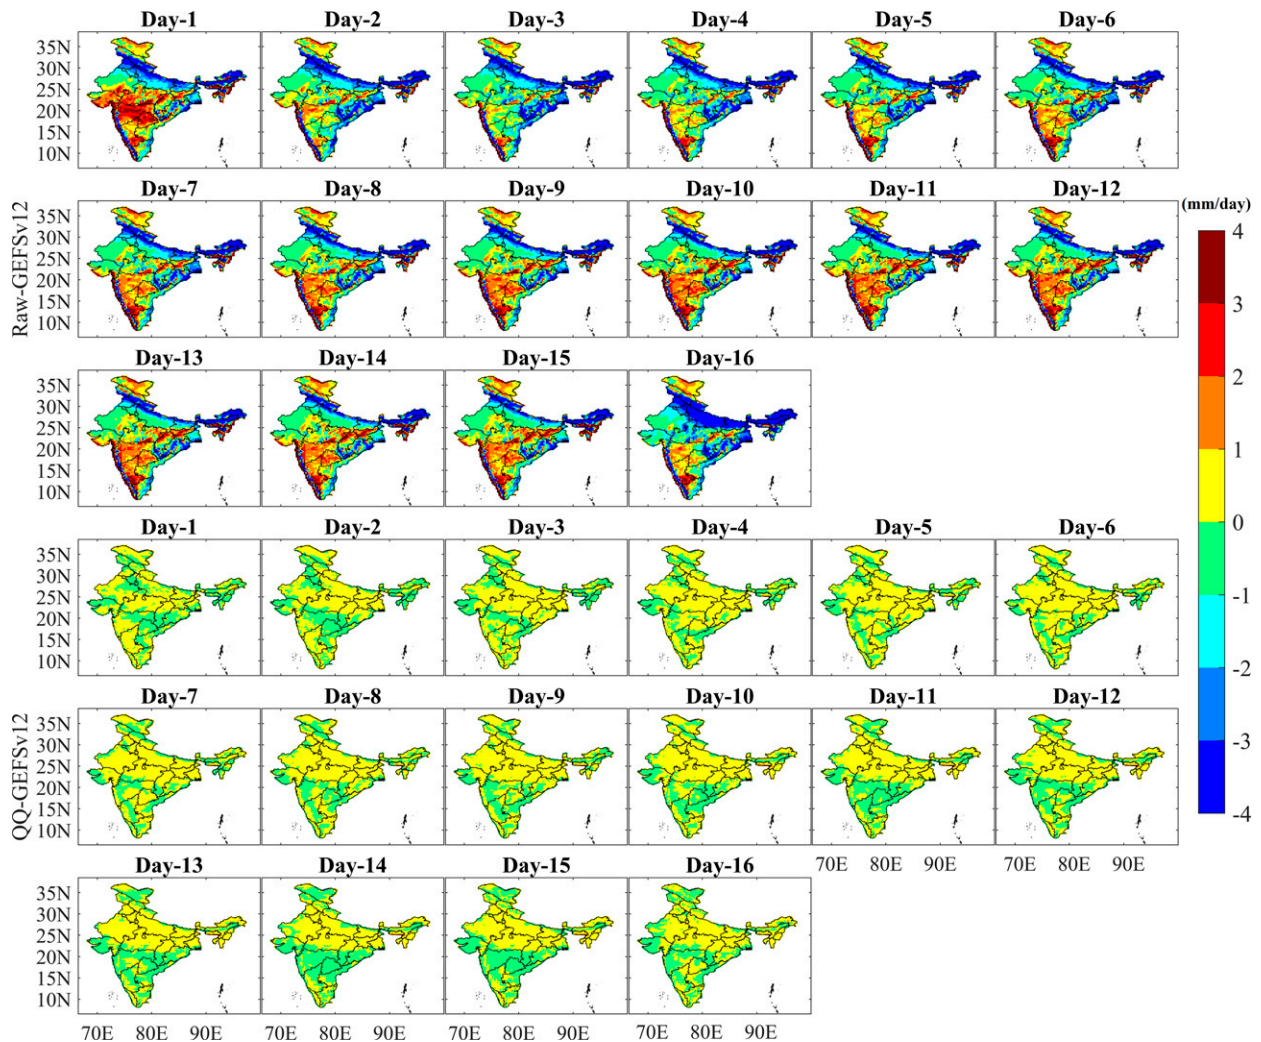 Day-1 Day-2 Day-3 Day-4 Day-5 Day-6
35N
30N
25N
20N
15N
10N
Day-7 Day-8 Day-9 Day-10 Day-11 Day-12
35N
30N
25N
20N
15N
10N
Day-13 Day-14 Day-15 Day-16
35N
30N
25N
20N
15N
10N
Raw-GEFSv12
Day-1 Day-2 Day-3 Day-4 Day-5 Day-6
35N
30N
25N
20N
15N
10N
Day-7 Day-8 Day-9 Day-10 Day-11 Day-12
35N
30N
25N
20N
15N
10N
70E 80E 90E 70E 80E 90E
Day-13 Day-14 Day-15 Day-16
35N
30N
25N
20N
15N
10N
70E 80E 90E 70E 80E 90E 70E 80E 90E 70E 80E 90E
QQ-GEFSv12
(mm/day)
4
3
2
1
0
-1
-2
-3
-4